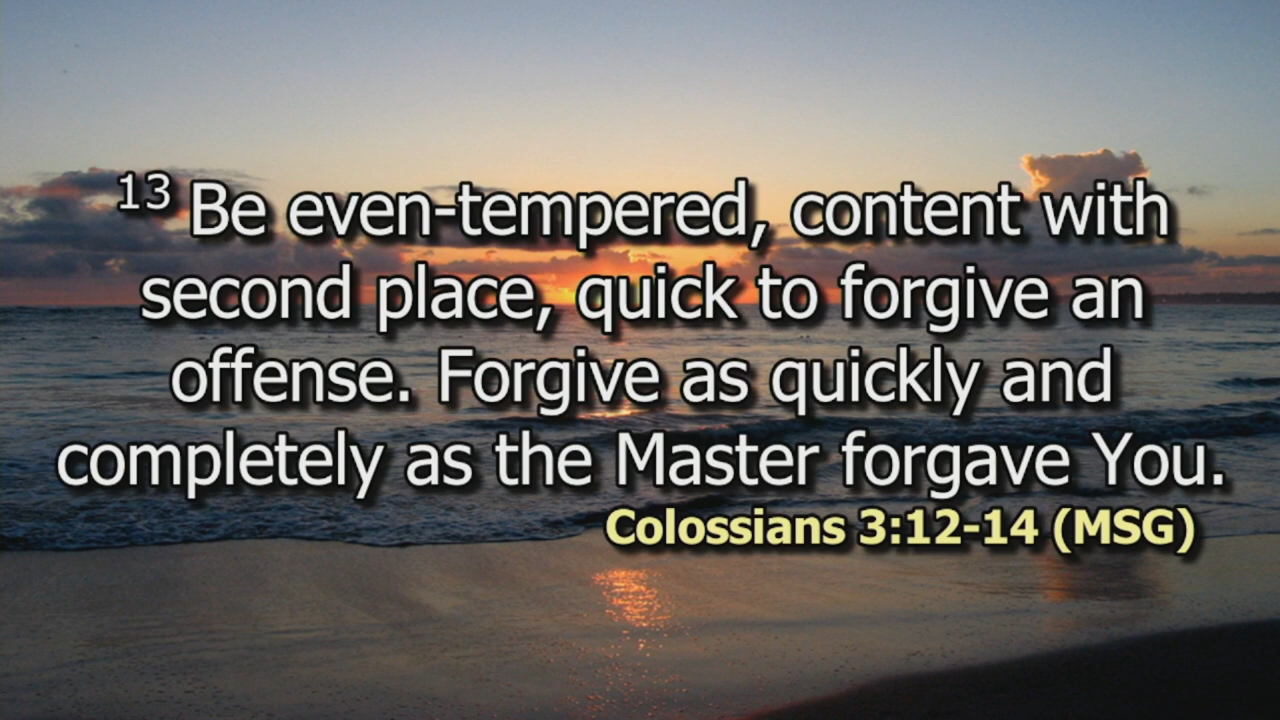 13 Be even-tempered, content with
second place, quick to forgive an
offense. Forgive as quickly and
completely as the Master forgave You.
Colossians 3:12-14 (MSG)